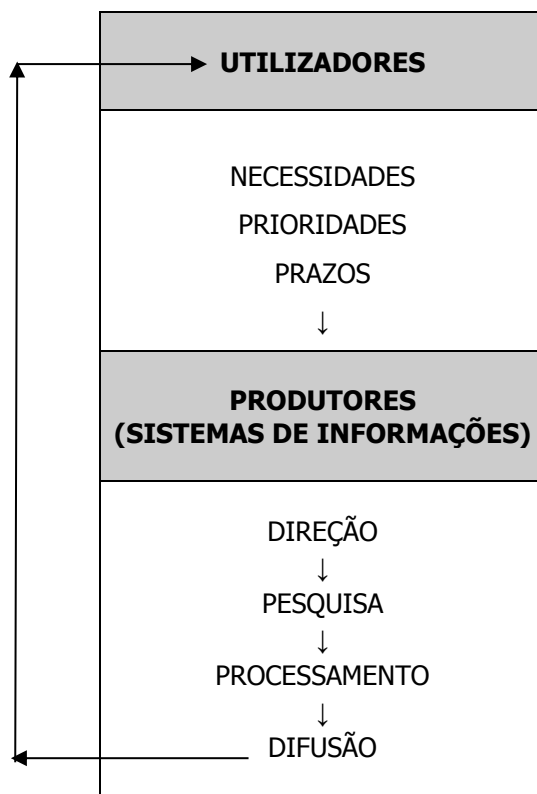 UTILIZADORES
NECESSIDADES
PRIORIDADES
PRAZOS
↓
PRODUTORES
(SISTEMAS DE INFORMAÇÕES)
DIREÇÃO
↓
PESQUISA
↓
PROCESSAMENTO
↓
DIFUSÃO